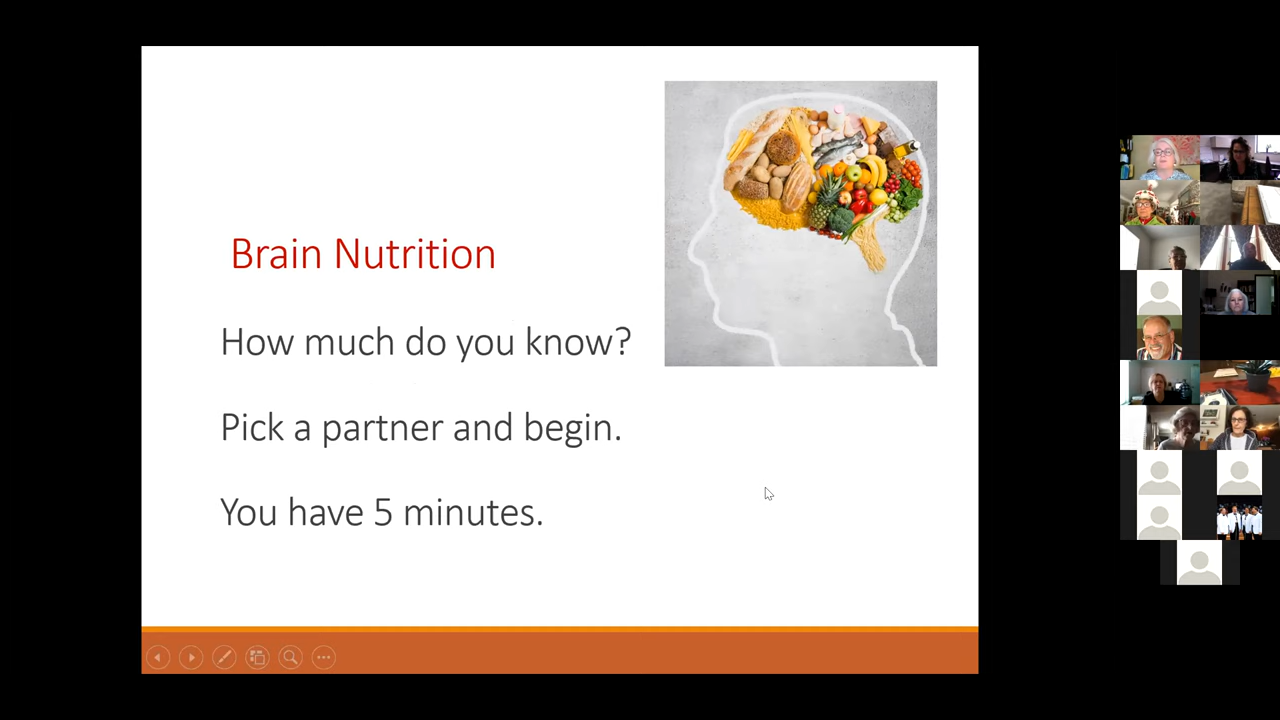 Brain Nutrition
How much do you know?
Pick a partner and begin.
You have 5 minutes.